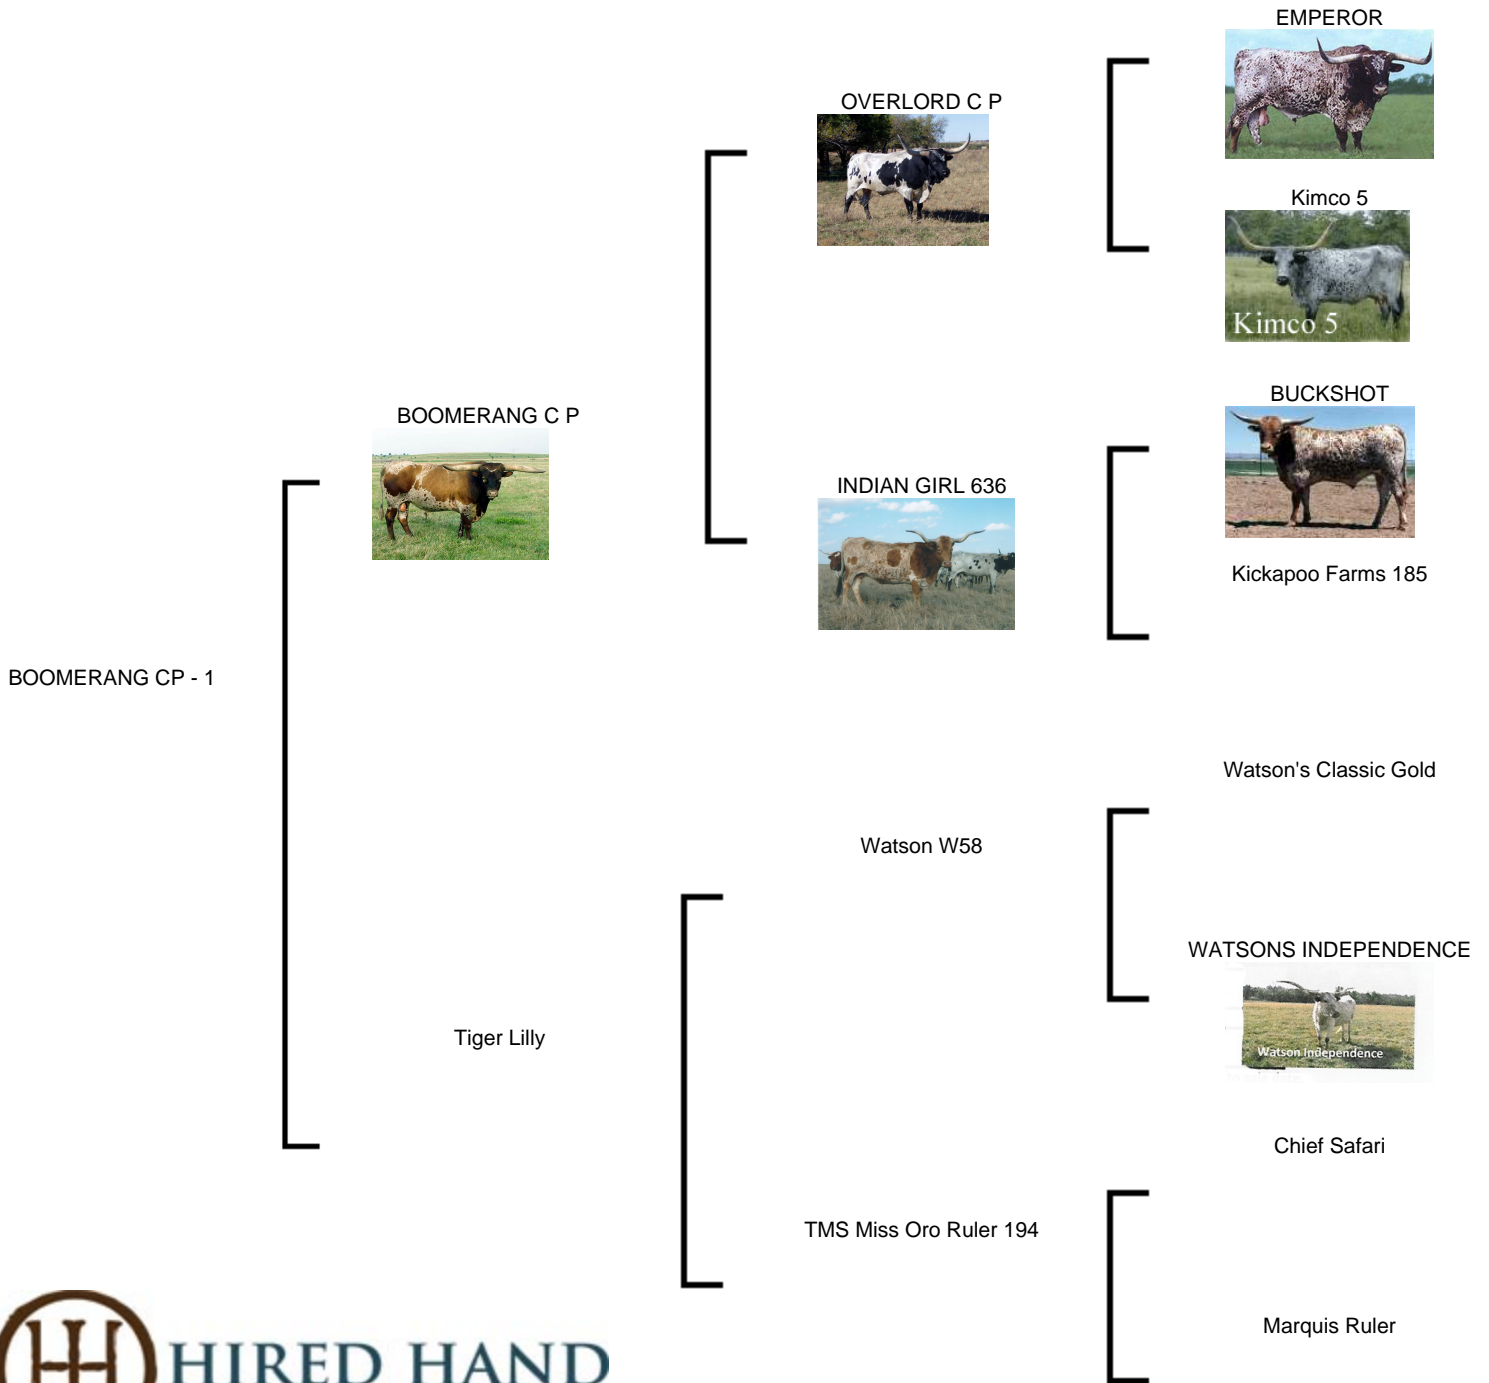 EMPEROR
OVERLORD C P
Kimco 5
Kimco 5
BUCKSHOT
BOOMERANG C P
INDIAN GIRL 636
Kickapoo Farms 185
BOOMERANG CP - 1
Watson's Classic Gold
Watson W58
WATSONS INDEPENDENCE
Watson Independence
Tiger Lilly
Chief Safari
TMS Miss Oro Ruler 194
Marquis Ruler
HIRED HAND